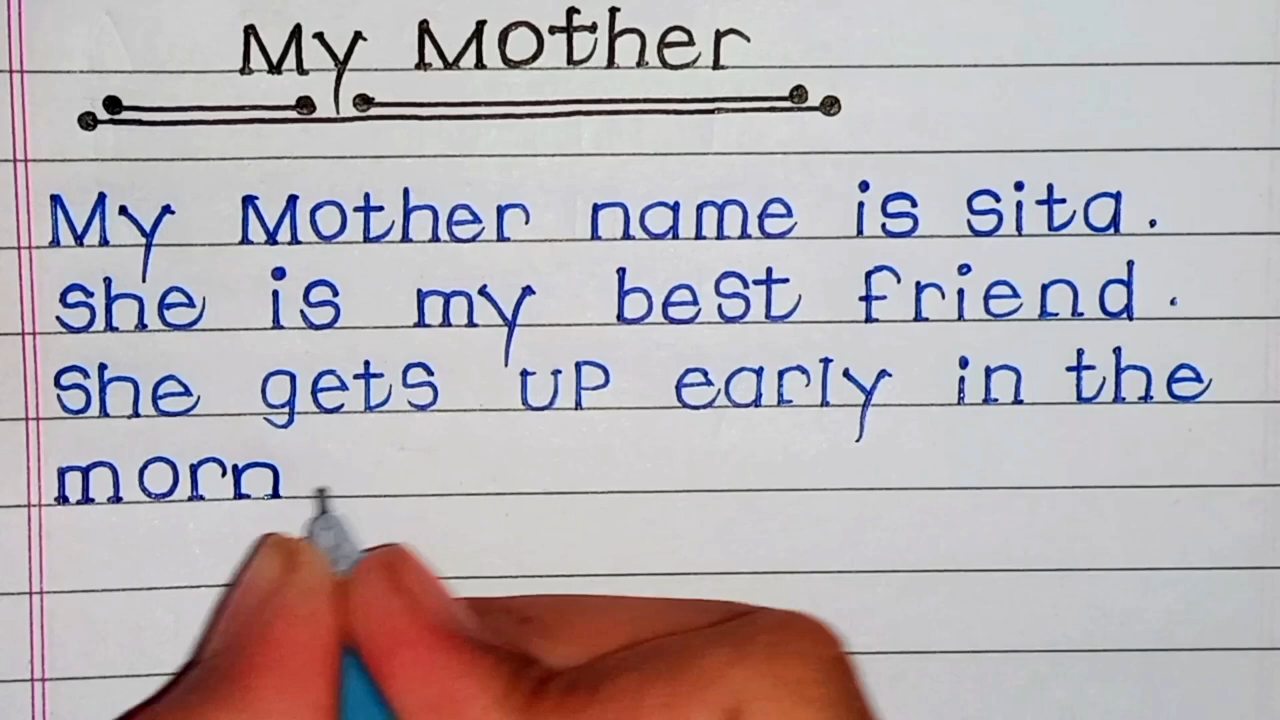 My Mother
My Mother name is sita.
she is my best friend.
She gets up early in the
morn